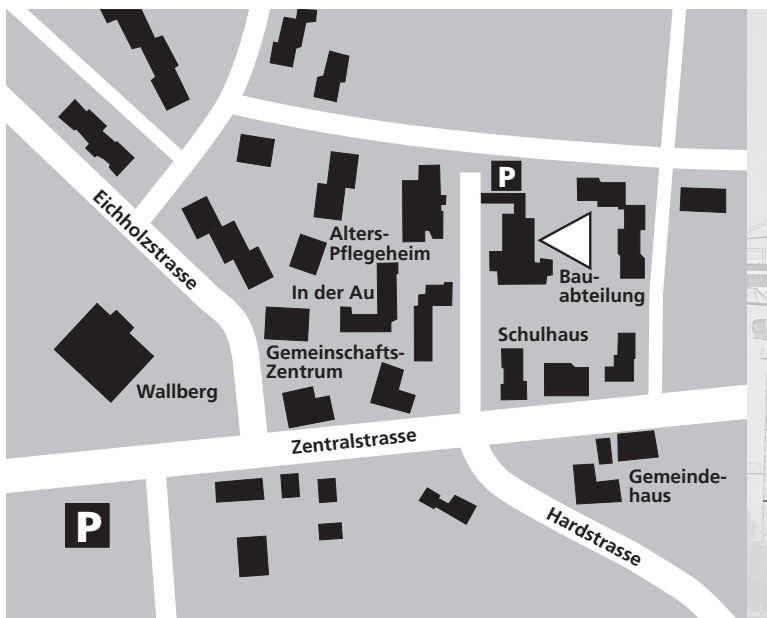 P
Eichholzstrasse
Alters-
Pflegeheim
In der Au
Bau-
abteilung
Gemeinschafts-
Zentrum
Schulhaus
Wallberg
Zentralstrasse
Gemeinde-
haus
P
Hardstrasse